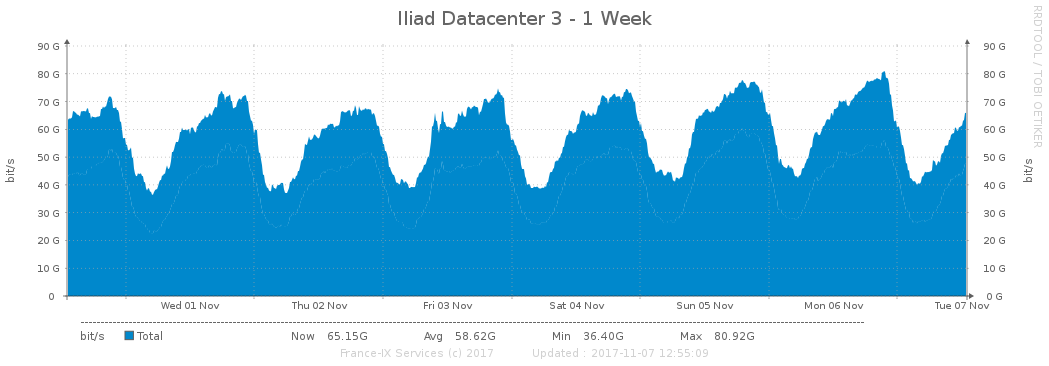 Iliad Datacenter 3 - 1 Week
RRDTOOL / TOBI OETIKER
90 G 90 G
80 G 80 G
70 G 70 G
60 G 60 G
50 G 50 G
40 G 40 G
30 G 30 G
20 G 20 G
10 G 10 G
0 0 G
bit/s
bit/s
Wed 01 Nov Thu 02 Nov Fri 03 Nov Sat 04 Nov Sun 05 Nov Mon 06 Nov Tue 07 Nov
bit/s Total Now 65.15G Avg 58.62G Min 36.40G Max 80.92G
France-IX Services (c) 2017 Updated : 2017-11-07 12:55:09